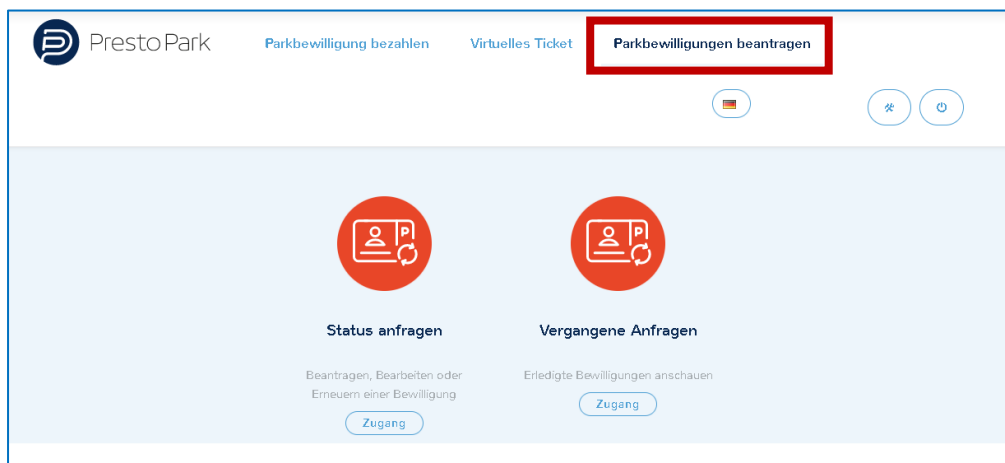 PrestoPark
Parkbewilligung bezahlen
Virtuelles Ticket
Parkbewilligungen beantragen
P
P
Status anfragen
Vergangene Anfragen
Beantragen, Bearbeiten oder
Erneuern einer Bewilligung
Erledigte Bewilligungen anschauen
Zugang
Zugang